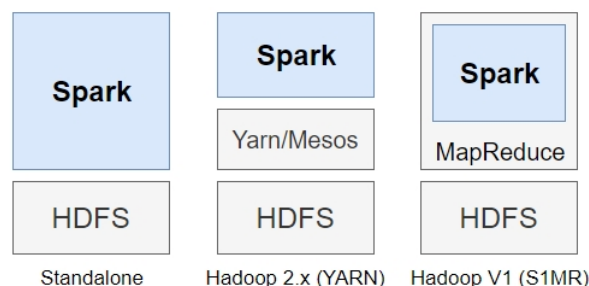 Spark
HDFS
Standalone
Spark
Yarn/Mesos
HDFS
Hadoop 2.x (YARN)
Spark
MapReduce
HDFS
Hadoop V1 (S1MR)